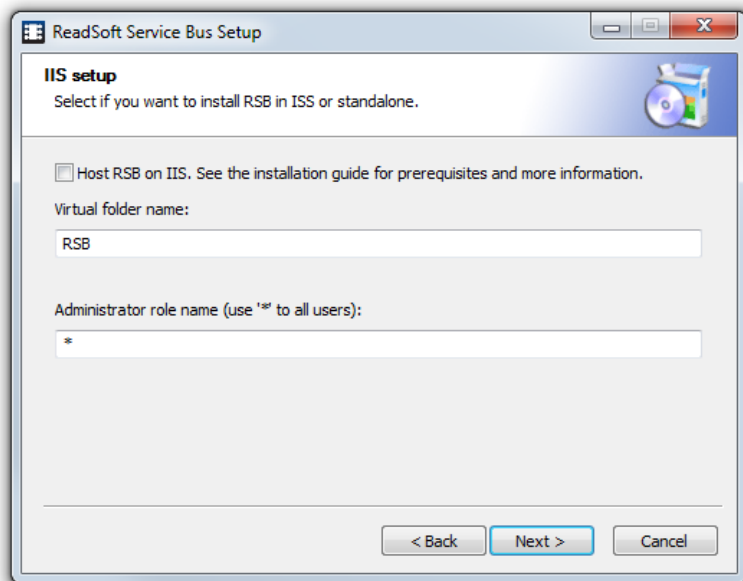 ReadSoft Service Bus Setup
IIS setup
Select if you want to install RSB in ISS or standalone.
Host RSB on IIS. See the installation guide for prerequisites and more information.
Virtual folder name:
RSB
Administrator role name (use '*' to all users):
*
< Back Next > Cancel